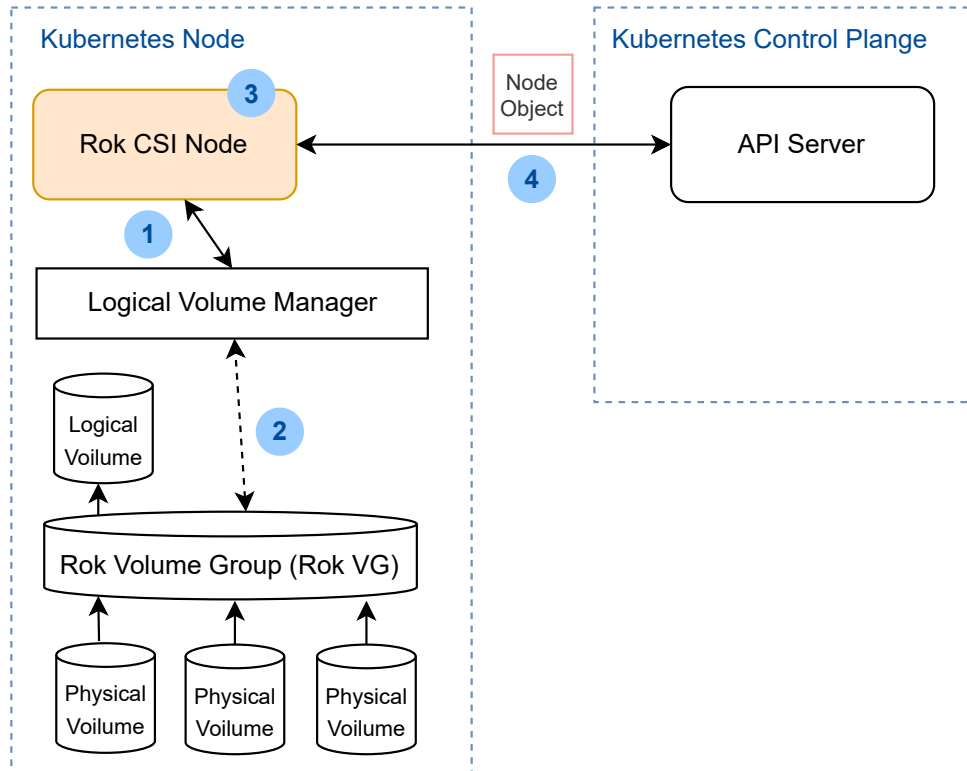 Kubernetes Node
Kubernetes Control Plange
3
Node
Object
Rok CSI Node
API Server
4
1
Logical Volume Manager
2
Logical
Voilume
Rok Volume Group (Rok VG)
Physical
Voilume
Physical
Voilume
Physical
Voilume